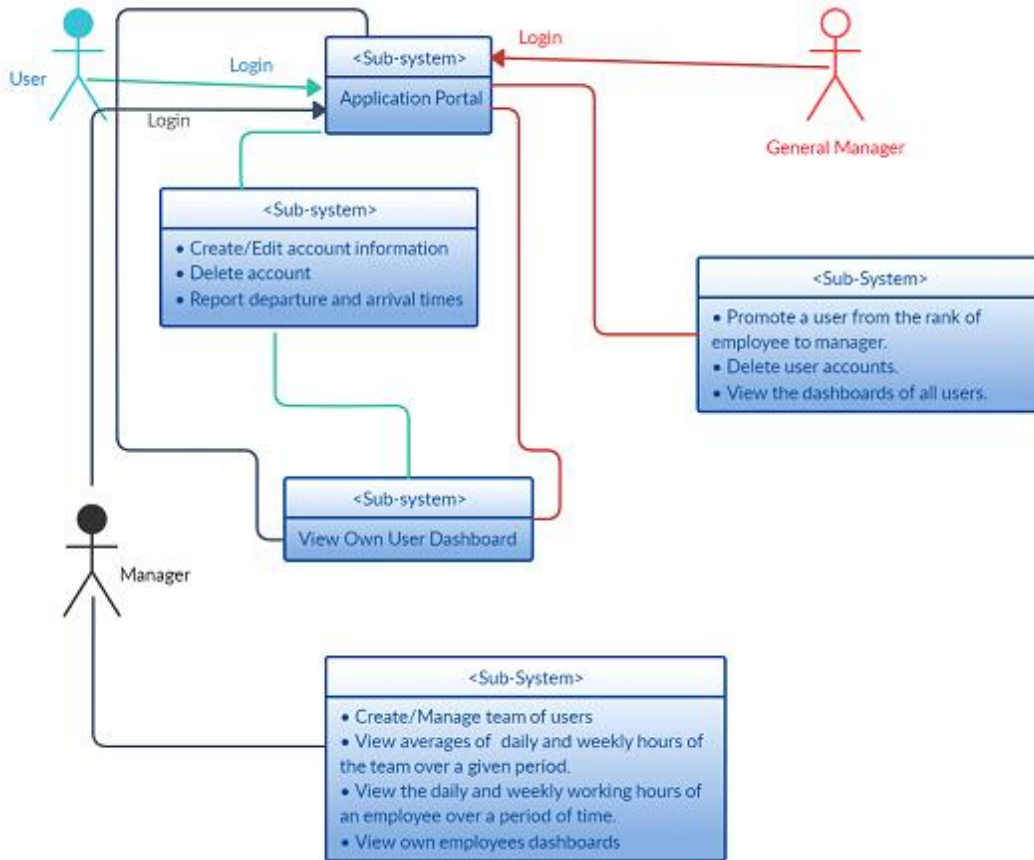 Login
<Sub-system>
User
Login
Application Portal
Login
General Manager
<Sub-system>
• Create/Edit account information
• Delete account
• Report departure and arrival times
<Sub-System>
• Promote a user from the rank of
employee to manager.
• Delete user accounts.
• View the dashboards of all users.
<Sub-system>
View Own User Dashboard
Manager
<Sub-System>
• Create/Manage team of users
• View averages of daily and weekly hours of
the team over a given period.
• View the daily and weekly working hours of
an employee over a period of time.
• View own employees dashboards